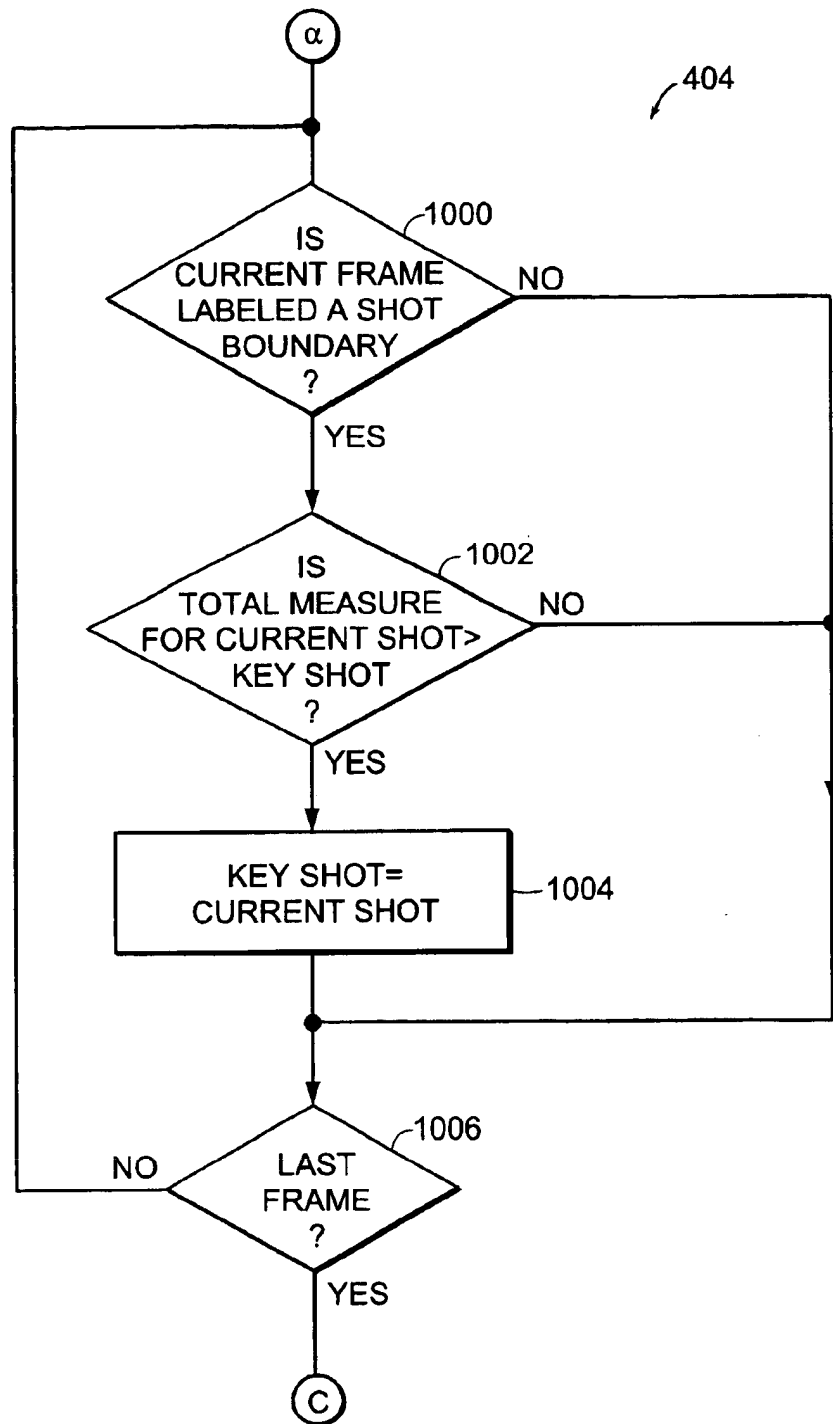 α
404
1000
IS
CURRENT FRAME
LABELED A SHOT
BOUNDARY
?
NO
YES
1002
IS
TOTAL MEASURE
FOR CURRENT SHOT>
KEY SHOT
?
NO
YES
KEY SHOT=
CURRENT SHOT
1004
1006
LAST
FRAME
?
NO
YES
C